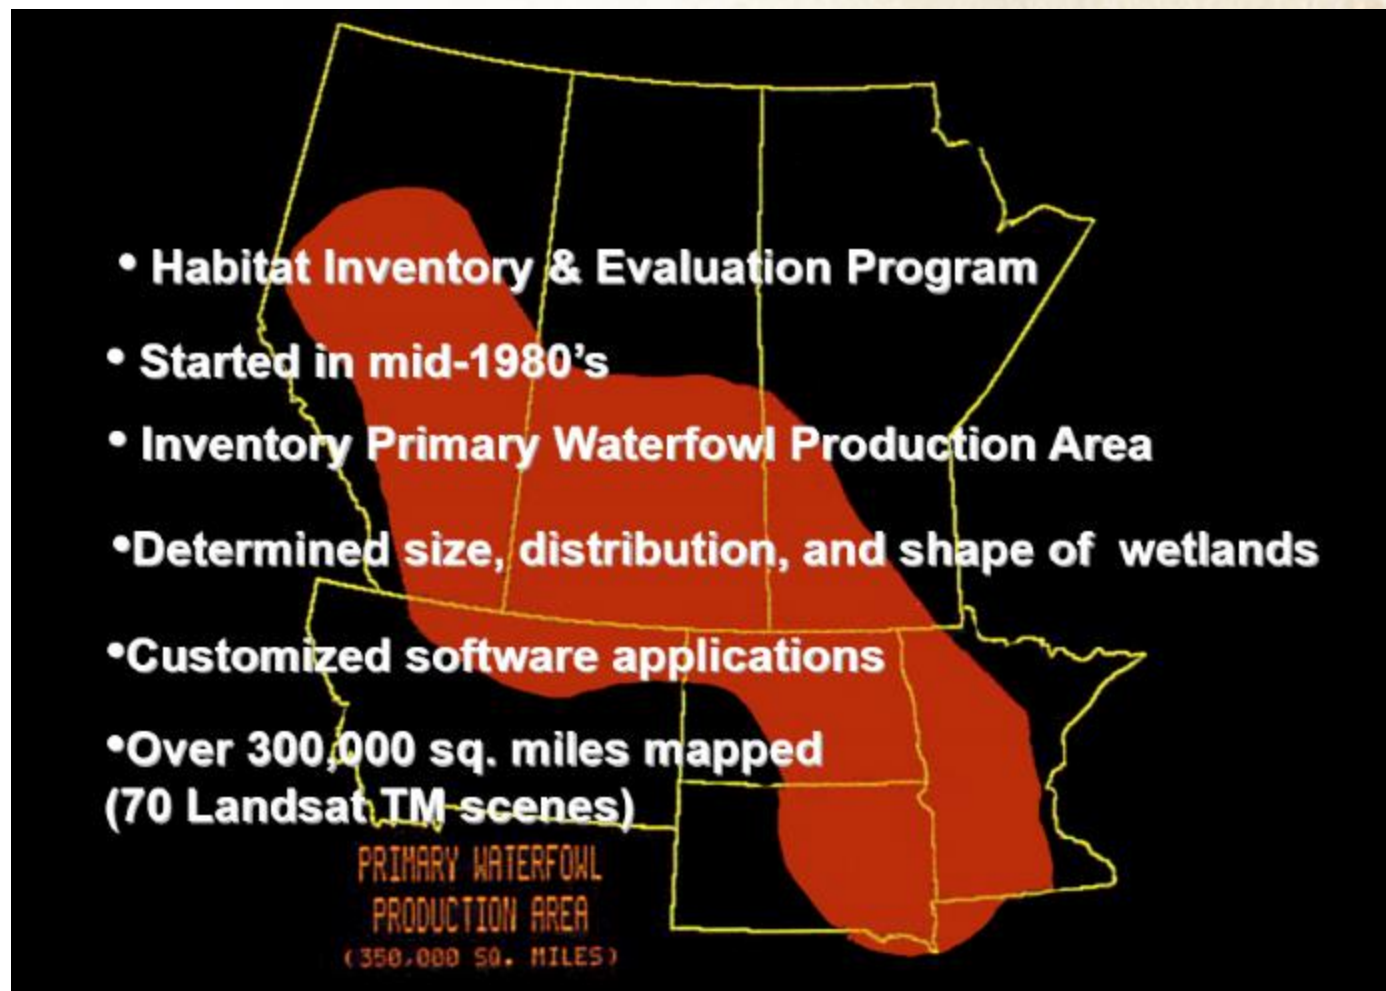 • Habitat Inventory & Evaluation Program
• Started in mid-1980’s
• Inventory Primary Waterfowl Production Area
•Determined size, distribution, and shape of wetlands
•Customized software applications
•Over 300,000 sq. miles mapped
(70 Landsat TM scenes)
PRIMARY WATERFOWL
PRODUCTION AREA
(350,000 SQ. MILES)